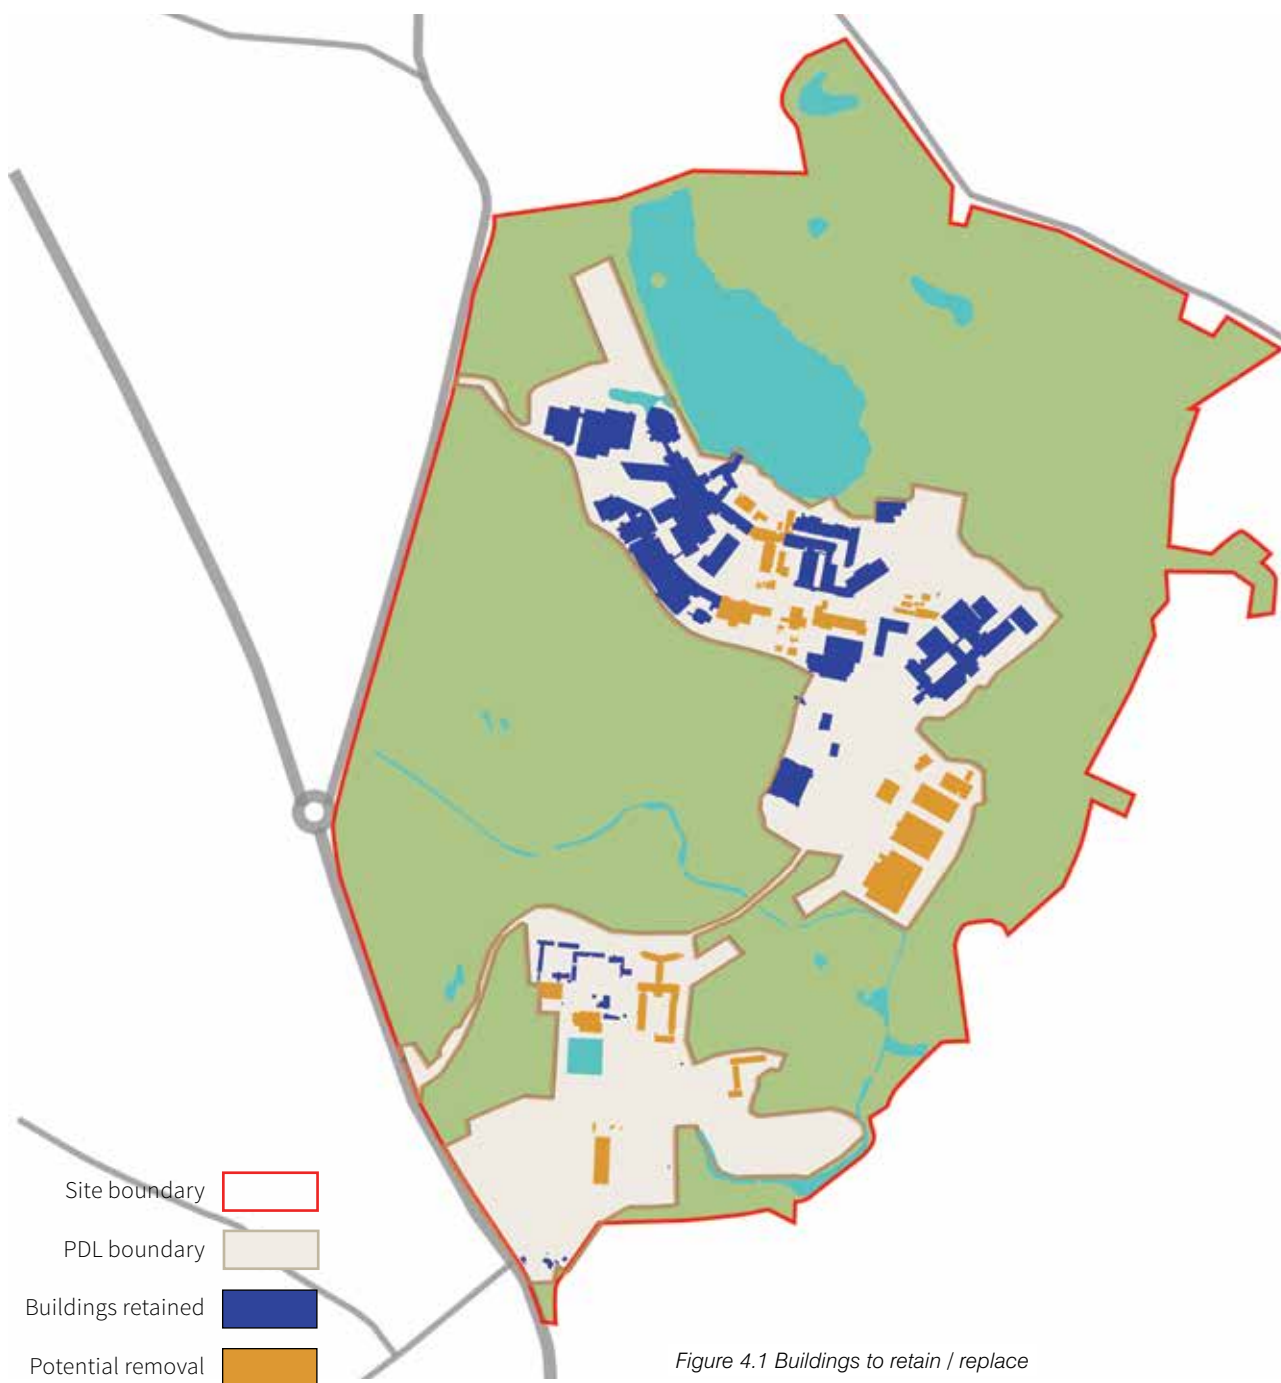 Site boundary
PDL boundary
Buildings retained
Potential removal
Figure 4.1 Buildings to retain / replace